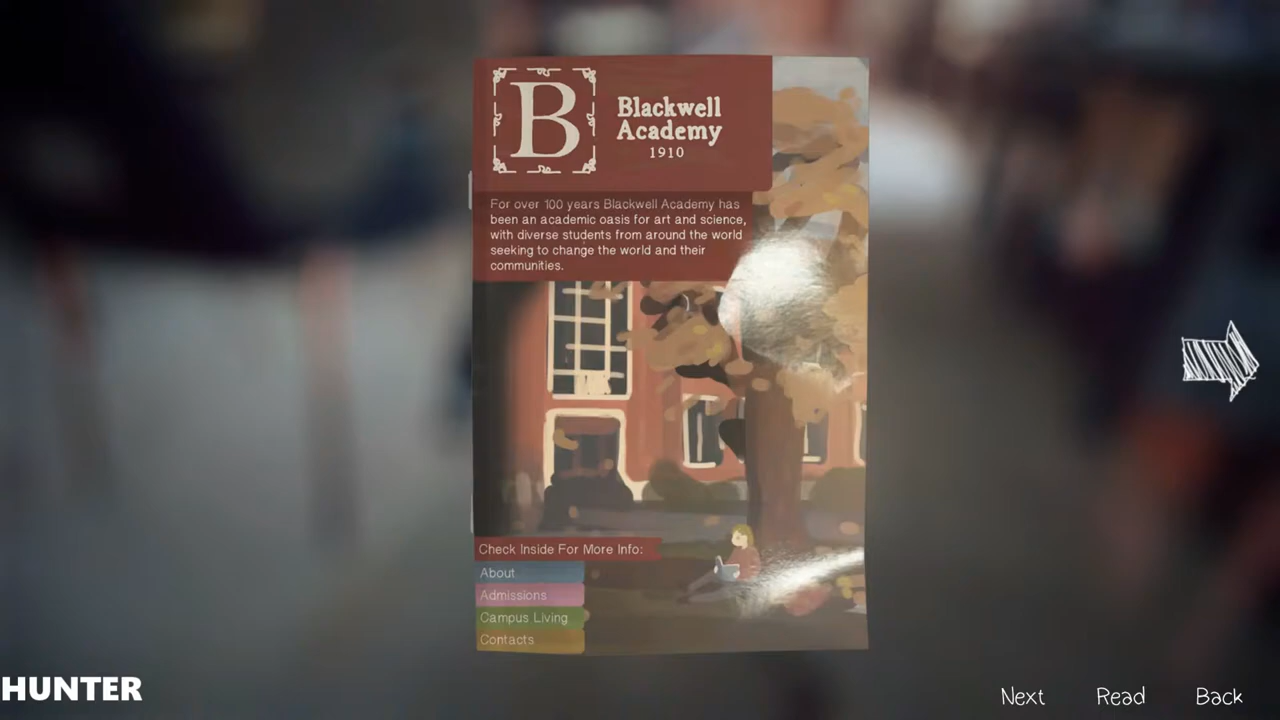 B
Blackwell
Academy
1910
For over 100 years Blackwell Academy has
been an academic oasis for art and science,
with diverse students from around the world
seeking to change the world and their
communities.
Check Inside For More Info:
About
Admissions
Campus Living
Contacts
HUNTER
Next Read Back